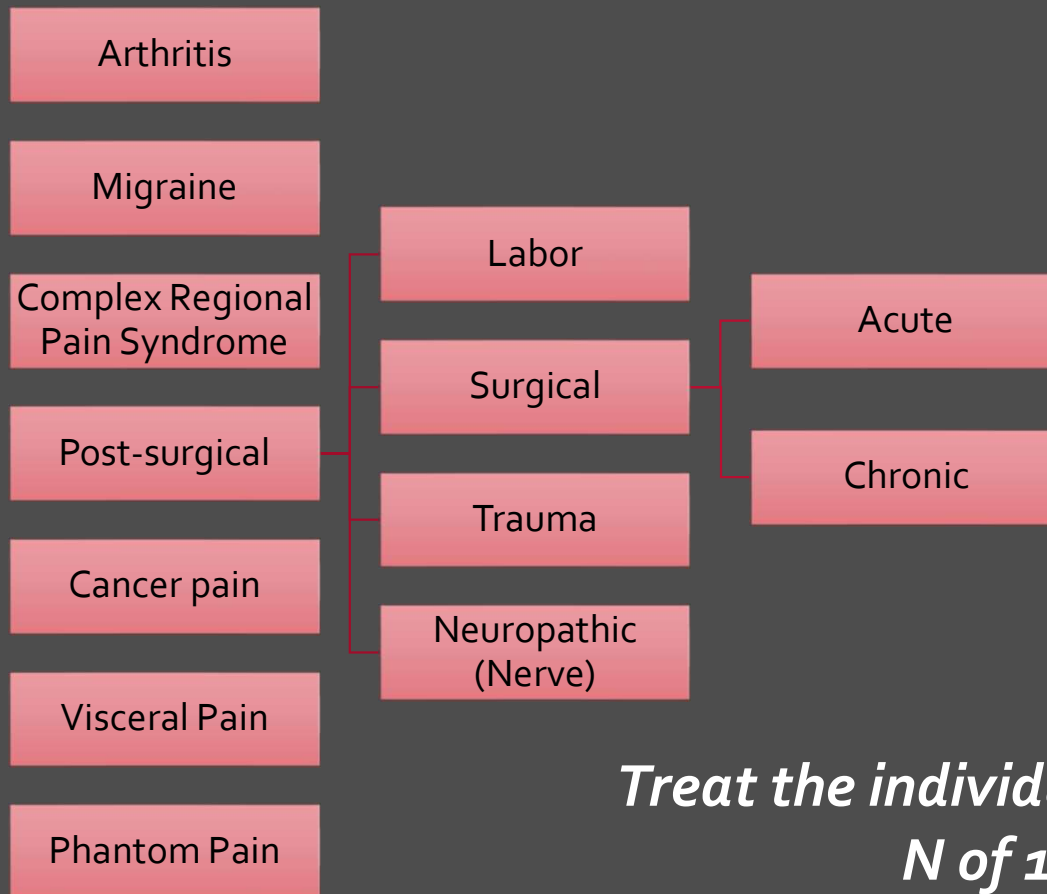 Arthritis
Migraine
Complex Regional
Pain Syndrome
Post-surgical
Cancer pain
Visceral Pain
Phantom Pain
Labor
Surgical
Trauma
Neuropathic
(Nerve)
Acute
Chronic
Treat the
N of 1